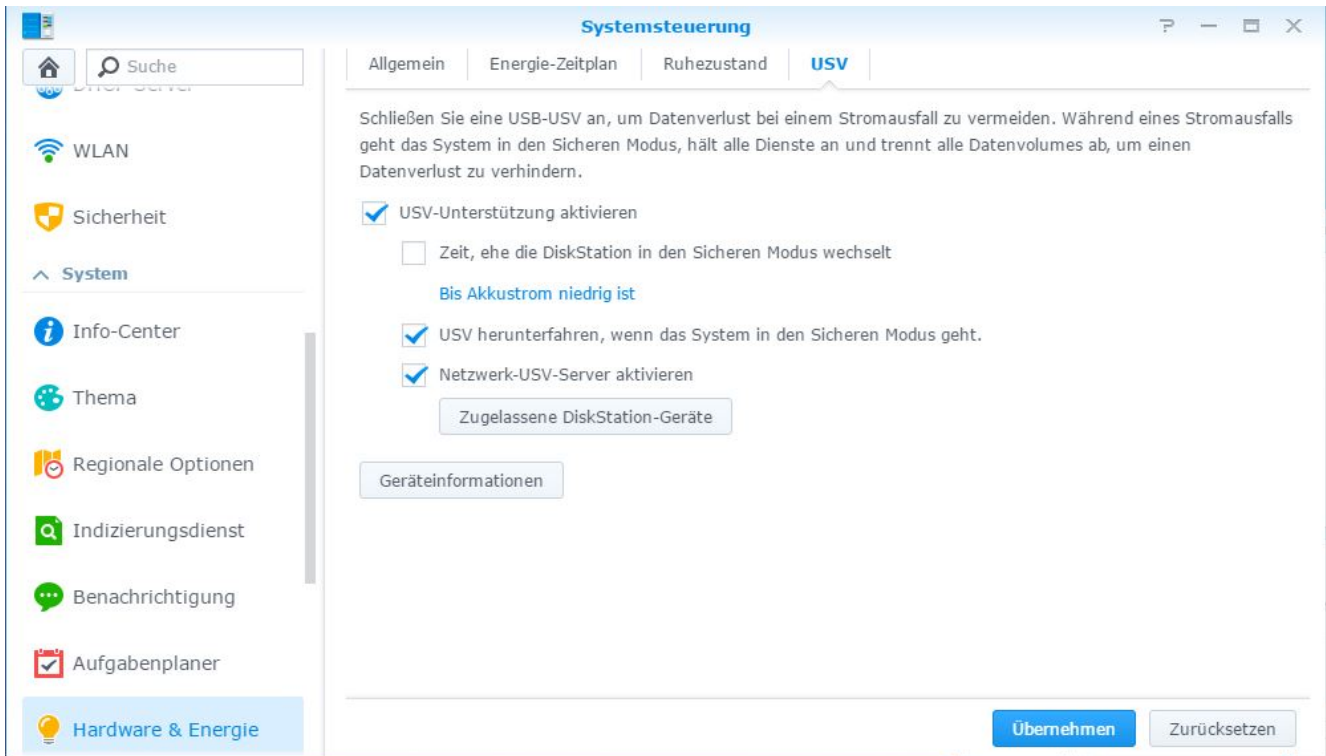 Systemsteuerung
Suche
WLAN
Sicherheit
System
Info-Center
Thema
Regionale Optionen
Indizierungsdienst
Benachrichtigung
Aufgabenplaner
Hardware & Energie
Allgemein
Energie-Zeitplan
Ruhezustand
USV
Schließen Sie eine USB-USV an, um Datenverlust bei einem Stromausfall zu vermeiden. Während eines Stromausfalls
geht das System in den Sicheren Modus, hält alle Dienste an und trennt alle Datenvolumes ab, um einen
Datenverlust zu verhindern.
USV-Unterstützung aktivieren
Zeit, ehe die DiskStation in den Sicheren Modus wechselt
Bis Akkustrom niedrig ist
USV herunterfahren, wenn das System in den Sicheren Modus geht.
Netzwerk-USV-Server aktivieren
Zugelassene DiskStation-Geräte
Geräteinformationen
Übernehmen
Zurücksetzen